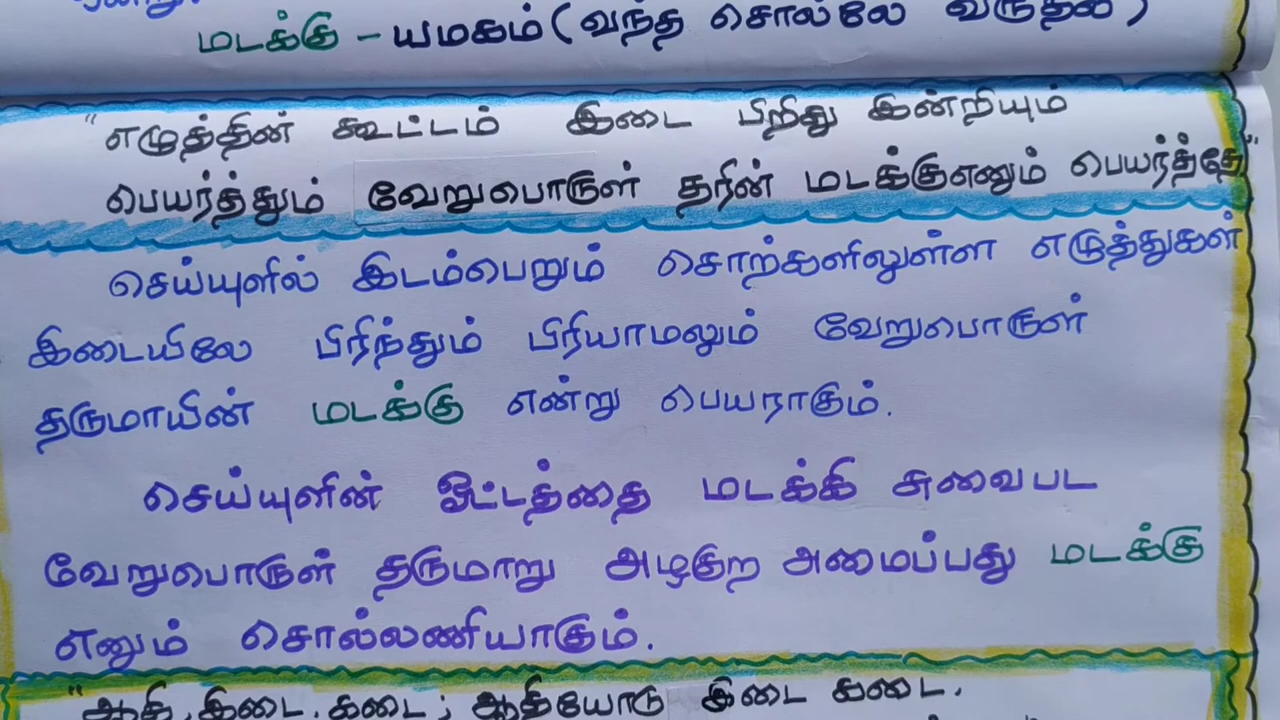 மடக்கு – யமகம் (வந்த சொல்லே வருதல்)
"எழுத்தின் கூட்டம் இடை பிறிது இன்றியும்
பெயர்த்தும் வேறுபொருள் தரின் மடக்குஎனும் பெயர்த்தே"
செய்யுளில் இடம்பெறும் சொற்களிலுள்ள எழுத்துகள்
இடையிலே பிரிந்தும் பிரியாமலும் வேறுபொருள்
தருமாயின் மடக்கு என்று பெயராகும்.
செய்யுளின் ஓட்டத்தை மடக்கி சுவைபட
வேறுபொருள் தருமாறு அழகுற அமைப்பது மடக்கு
எனும் சொல்லணியாகும்.
"ஆதி, இடை, கடை; ஆதியோடு இடை கடை,